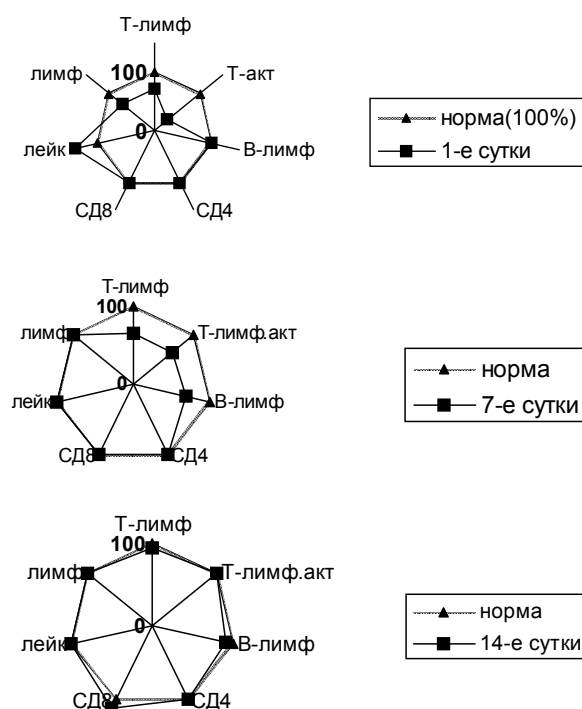 Т-лимф
100
лимф
Т-акт
0
лейк
В-лимф
СД8
СД4
норма(100%)
1-е сутки
Т-лимф
100
лимф
Т-лимф.акт
0
лейк
В-лимф
СД8
СД4
норма
7-е сутки
Т-лимф
100
лимф
Т-лимф.акт
0
лейк
В-лимф
СД8
СД4
норма
14-е сутки